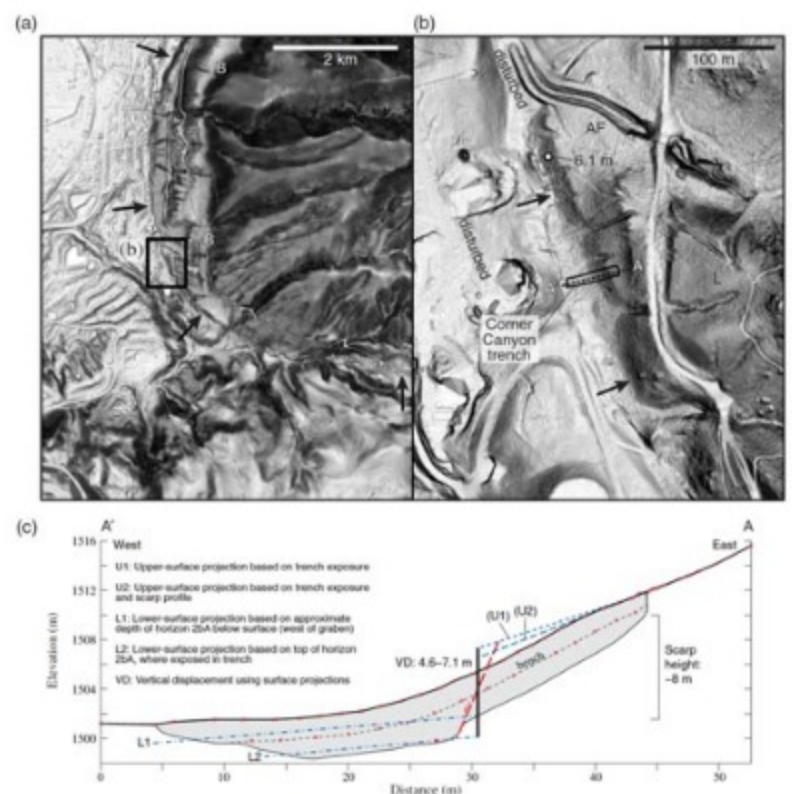 (a)
2 km
B
(b)
(b)
100 m
disturbed
AF
6.1 m
disturbed
A
L
Corner
Canyon
trench
(c)
A'
A
1516
West
East
U1: Upper-surface projection based on trench exposure
1512
U2: Upper-surface projection based on trench exposure
and scarp profile
(U1)
(U2)
L1: Lower-surface projection based on approximate
depth of horizon 2bA below surface (west of graben)
1508
L2: Lower-surface projection based on top of horizon
2bA, where exposed in trench
VD: 4.6–7.1 m
bench
Scarp
height:
~8 m
VD: Vertical displacement using surface projections
1504
Elevation (m)
1500
L1
L2
0
10
20
30
40
50
Distance (m)